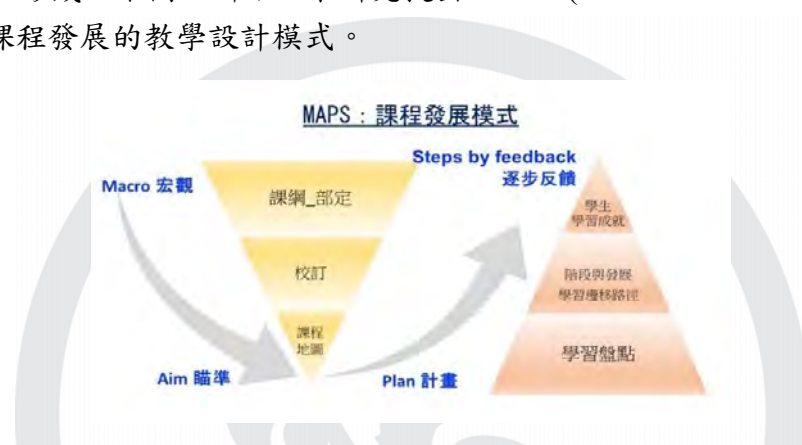 課程發展的教學設計模式。
MAPS：課程發展模式
Steps by feedback
逐步反饋
Macro 宏觀
課綱_部定
校訂
課程
地圖
Aim 瞄準
Plan 計畫
學生
學習成就
階段與發展
學習遷移路徑
學習盤點